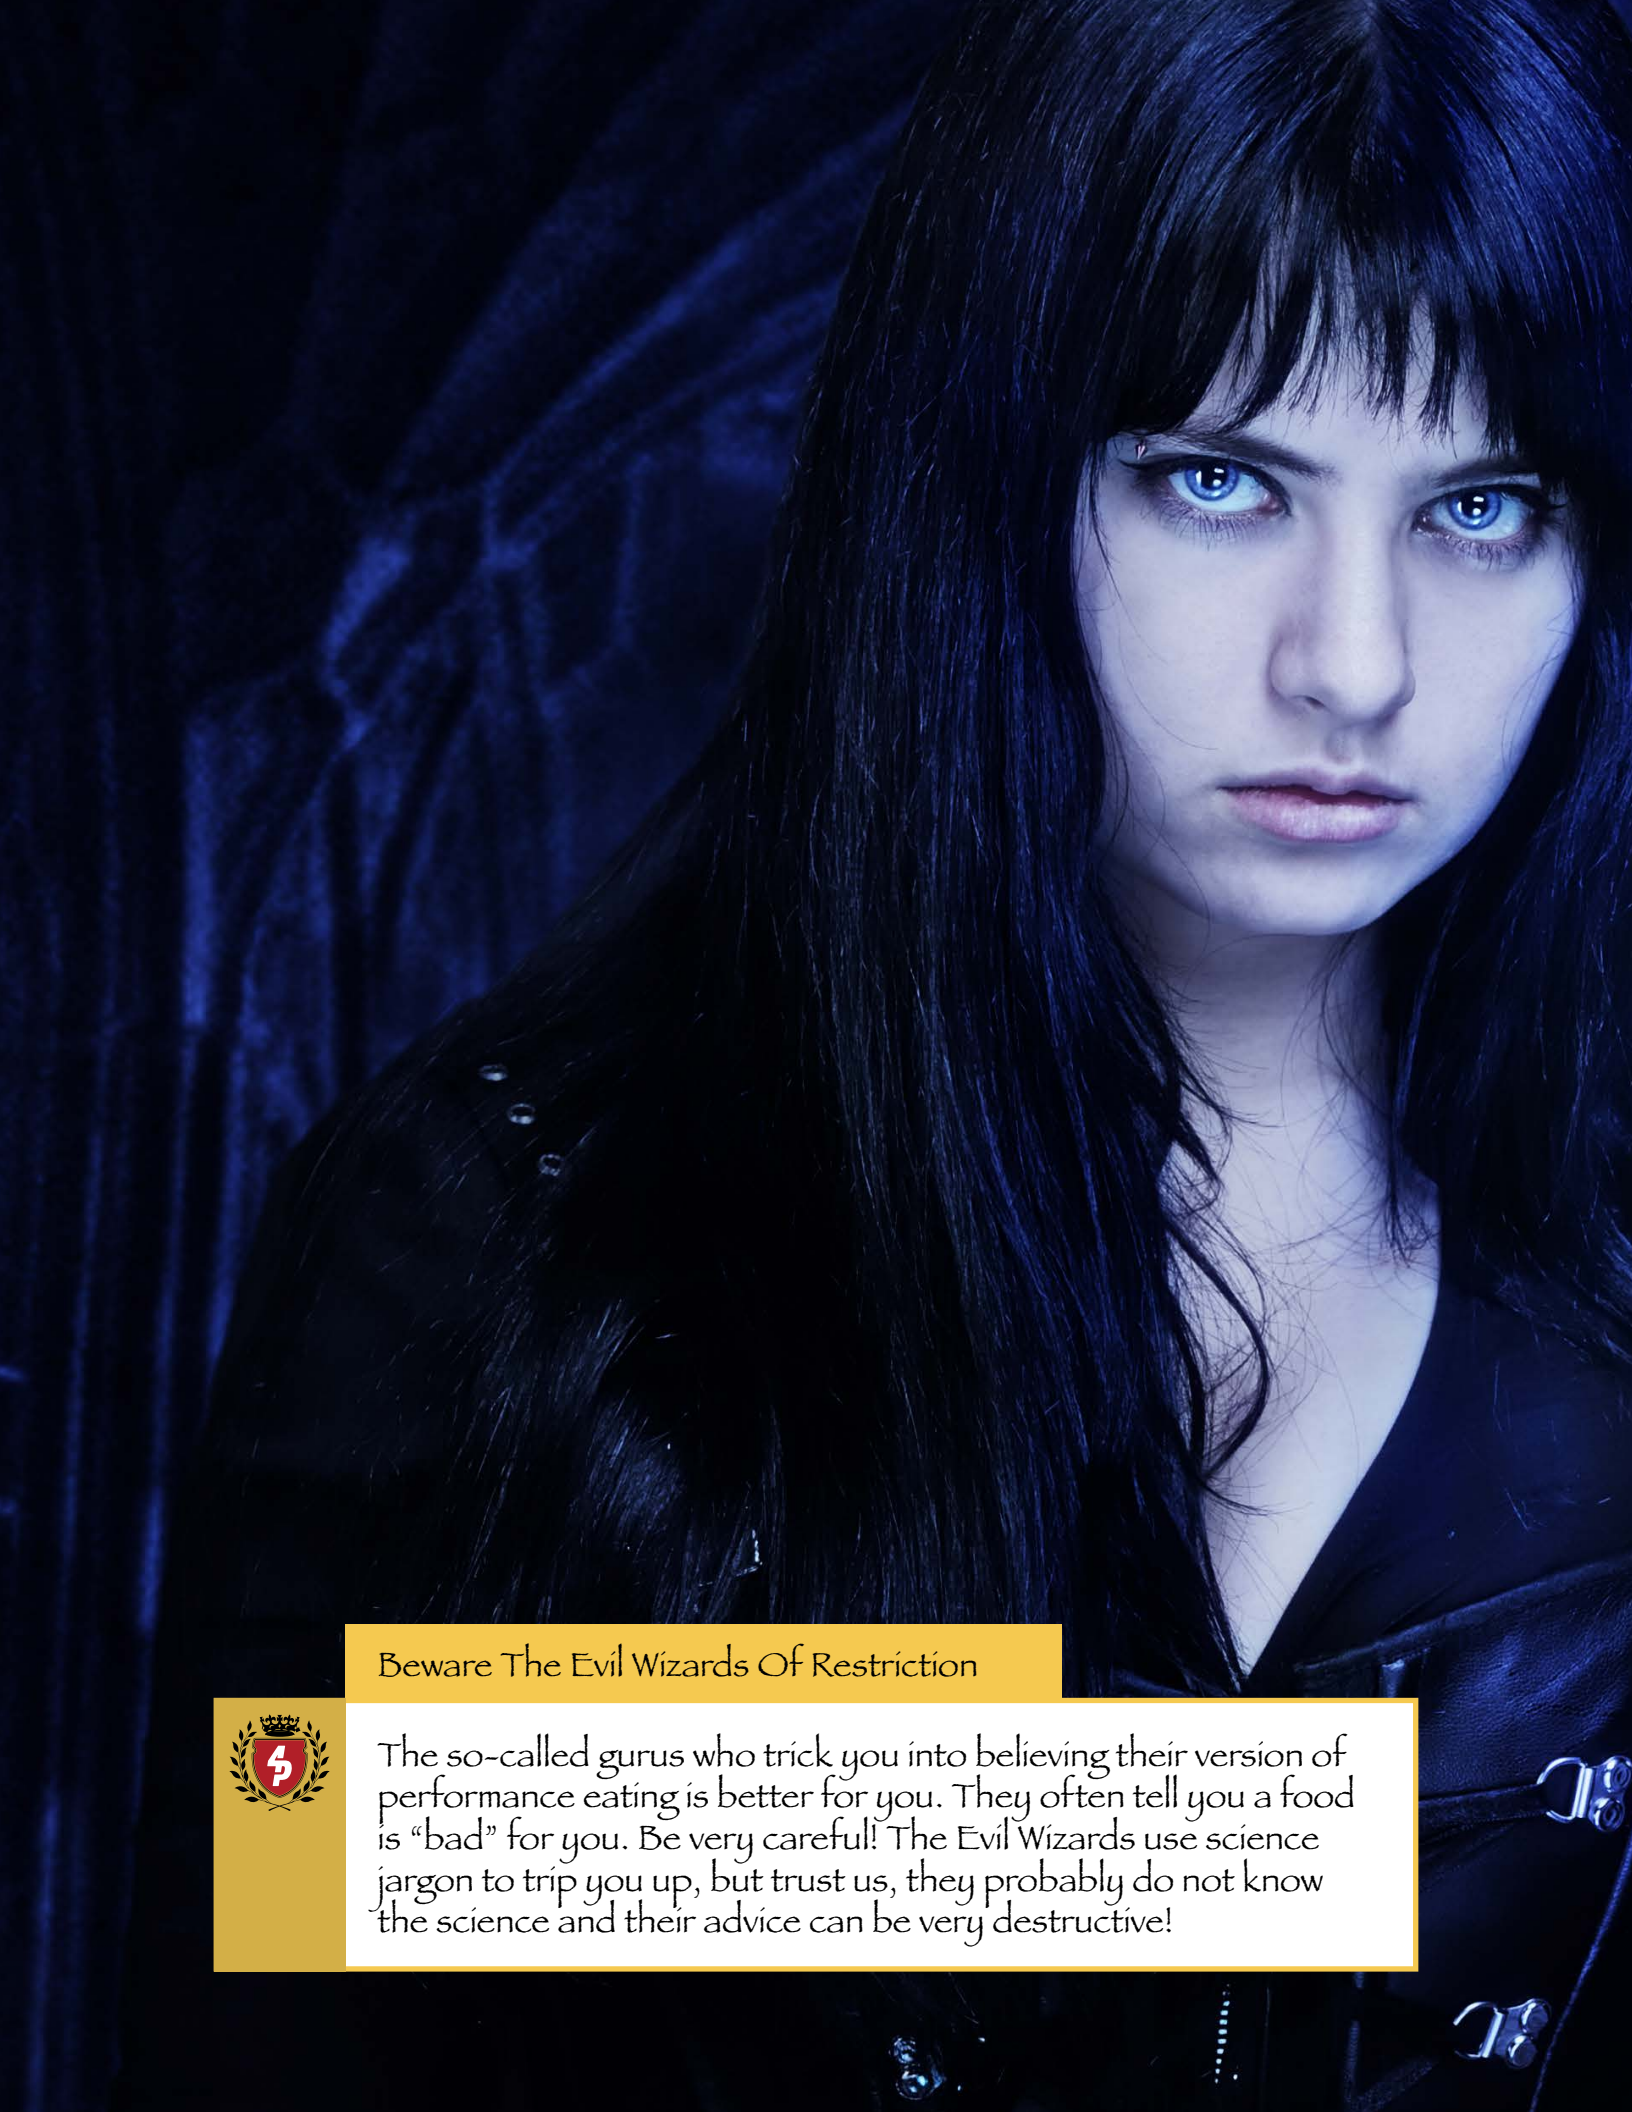 Beware The Evil Wizards Of Restriction
4P
The so-called gurus who trick you into believing their version of
performance eating is better for you. They often tell you a food
is “bad” for you. Be very careful! The Evil Wizards use science
jargon to trip you up, but trust us, they probably do not know
the science and their advice can be very destructive!